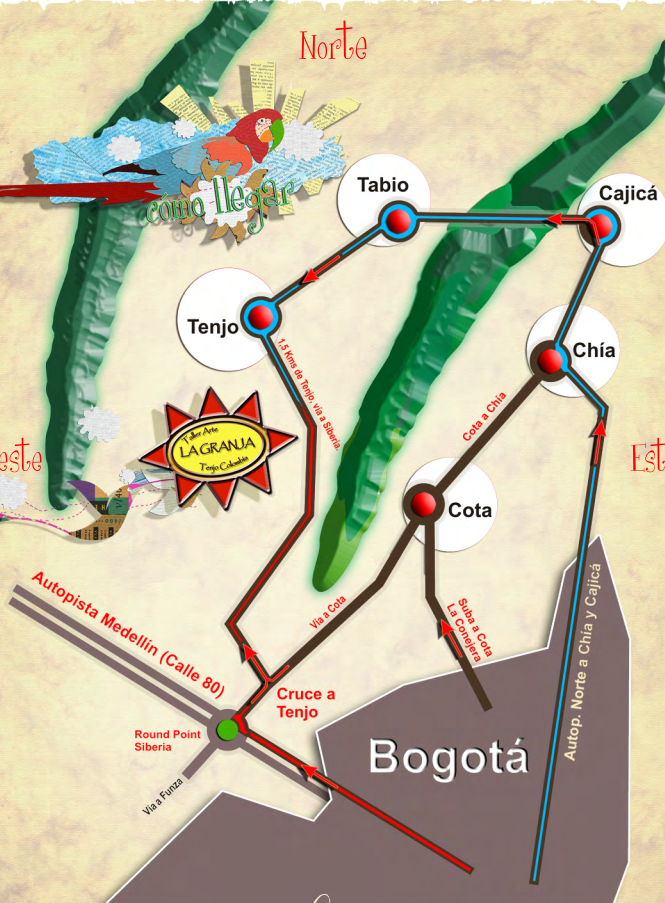 Norte
cómo llegar
Tabio
Cajicá
Tenjo
1.5 Kms de Tenjo, vía a Siberia.
Chía
Cota a Chía
Taller Arte
LA GRANJA
Tenjo Colombia
este
Est
Cota
Autopista Medellín (Calle 80)
Vía a Cota
Suba a Cota
La Conejera
Autop. Norte a Chía y Cajicá
Cruce a
Tenjo
Round Point
Siberia
Bogotá
Vía a Funza